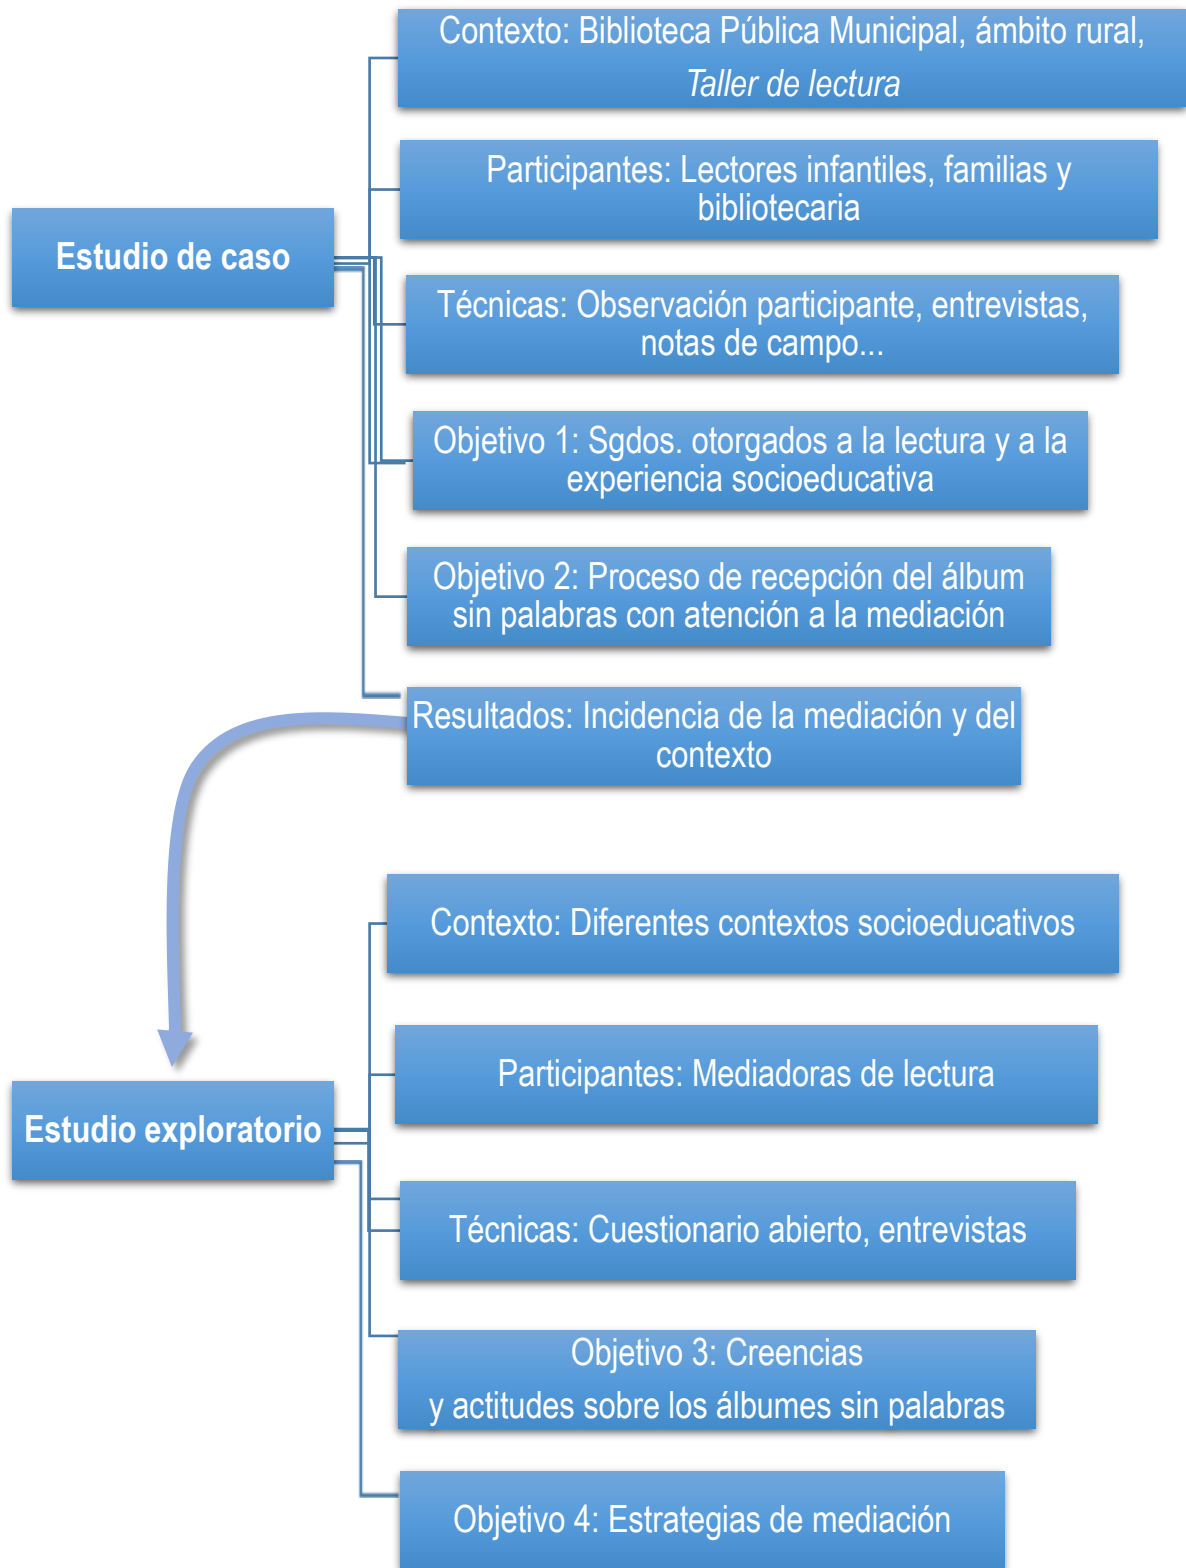 Contexto: Biblioteca Pública Municipal, ámbito rural,
Taller de lectura
Participantes: Lectores infantiles, familias y
bibliotecaria
Estudio de caso
Técnicas: Observación participante, entrevistas,
notas de campo...
Objetivo 1: Sgdos. otorgados a la lectura y a la
experiencia socioeducativa
Objetivo 2: Proceso de recepción del álbum
sin palabras con atención a la mediación
Resultados: Incidencia de la mediación y del
contexto
Contexto: Diferentes contextos socioeducativos
Participantes: Mediadoras de lectura
Estudio exploratorio
Técnicas: Cuestionario abierto, entrevistas
Objetivo 3: Creencias
y actitudes sobre los álbumes sin palabras
Objetivo 4: Estrategias de mediación